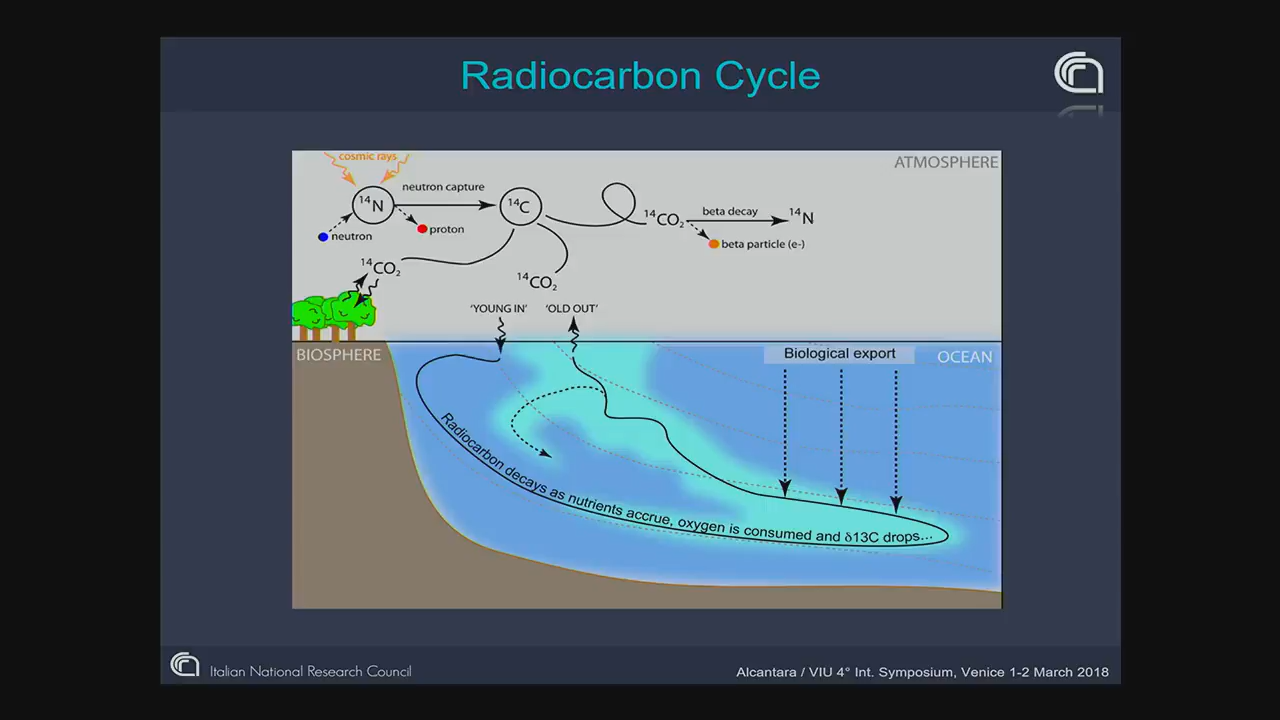 Radiocarbon Cycle
cosmic rays
ATMOSPHERE
¹⁴N
neutron capture
¹⁴C
¹⁴CO₂
beta decay
¹⁴N
neutron
proton
beta particle (e-)
¹⁴CO₂
¹⁴CO₂
'YOUNG IN'
'OLD OUT'
BIOSPHERE
Biological export
OCEAN
Radiocarbon decays as nutrients accrue, oxygen is consumed and δ13C drops...
Italian National Research Council
Alcantara / VIU 4° Int. Symposium, Venice 1-2 March 2018